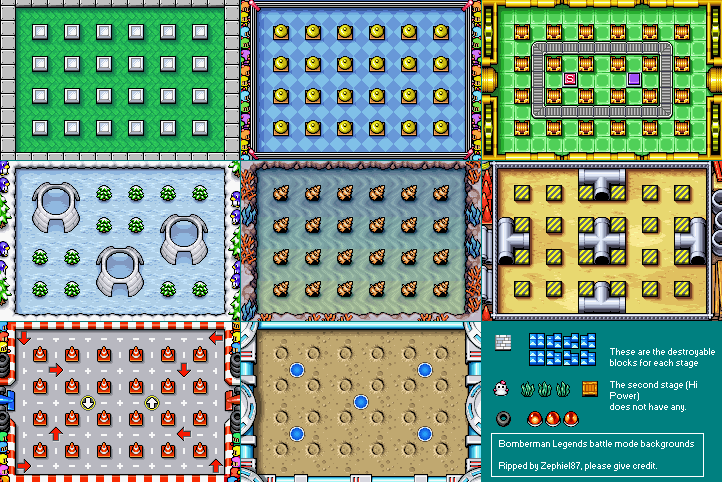 S
These are the destroyable
blocks for each stage
The second stage (Hi
Power)
does not have any.
Bomberman Legends battle mode backgrounds
Ripped by Zephiel87, please give credit.